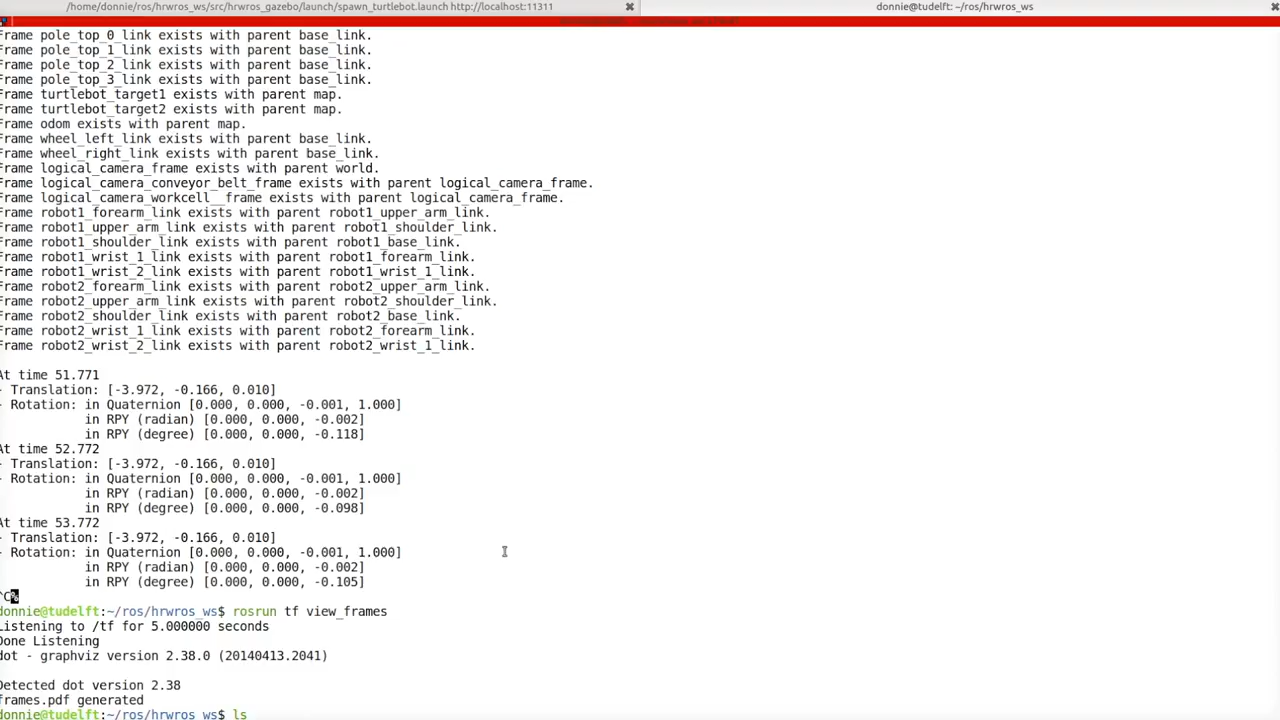 /home/donnie/ros/hrwros_ws/src/hrwros_gazebo/launch/spawn_turtlebot.launch http://localhost:11311
donnie@tudelft: ~/ros/hrwros_ws
Frame pole_top_0_link exists with parent base_link.
Frame pole_top_1_link exists with parent base_link.
Frame pole_top_2_link exists with parent base_link.
Frame pole_top_3_link exists with parent base_link.
Frame turtlebot_target1 exists with parent map.
Frame turtlebot_target2 exists with parent map.
Frame odom exists with parent map.
Frame wheel_left_link exists with parent base_link.
Frame wheel_right_link exists with parent base_link.
Frame logical_camera_frame exists with parent world.
Frame logical_camera_conveyor_belt_frame exists with parent logical_camera_frame.
Frame logical_camera_workcell__frame exists with parent logical_camera_frame.
Frame robot1_forearm_link exists with parent robot1_upper_arm_link.
Frame robot1_upper_arm_link exists with parent robot1_shoulder_link.
Frame robot1_shoulder_link exists with parent robot1_base_link.
Frame robot1_wrist_1_link exists with parent robot1_forearm_link.
Frame robot1_wrist_2_link exists with parent robot1_wrist_1_link.
Frame robot2_forearm_link exists with parent robot2_upper_arm_link.
Frame robot2_upper_arm_link exists with parent robot2_shoulder_link.
Frame robot2_shoulder_link exists with parent robot2_base_link.
Frame robot2_wrist_1_link exists with parent robot2_forearm_link.
Frame robot2_wrist_2_link exists with parent robot2_wrist_1_link.
At time 51.771
- Translation: [-3.972, -0.166, 0.010]
- Rotation: in Quaternion [0.000, 0.000, -0.001, 1.000]
in RPY (radian) [0.000, 0.000, -0.002]
in RPY (degree) [0.000, 0.000, -0.118]
At time 52.772
- Translation: [-3.972, -0.166, 0.010]
- Rotation: in Quaternion [0.000, 0.000, -0.001, 1.000]
in RPY (radian) [0.000, 0.000, -0.002]
in RPY (degree) [0.000, 0.000, -0.098]
At time 53.772
- Translation: [-3.972, -0.166, 0.010]
- Rotation: in Quaternion [0.000, 0.000, -0.001, 1.000]
in RPY (radian) [0.000, 0.000, -0.002]
in RPY (degree) [0.000, 0.000, -0.105]
^C%
donnie@tudelft:~/ros/hrwros_ws$ rosrun tf view_frames
Listening to /tf for 5.000000 seconds
Done Listening
dot - graphviz version 2.38.0 (20140413.2041)
Detected dot version 2.38
frames.pdf generated
donnie@tudelft:~/ros/hrwros_ws$ ls